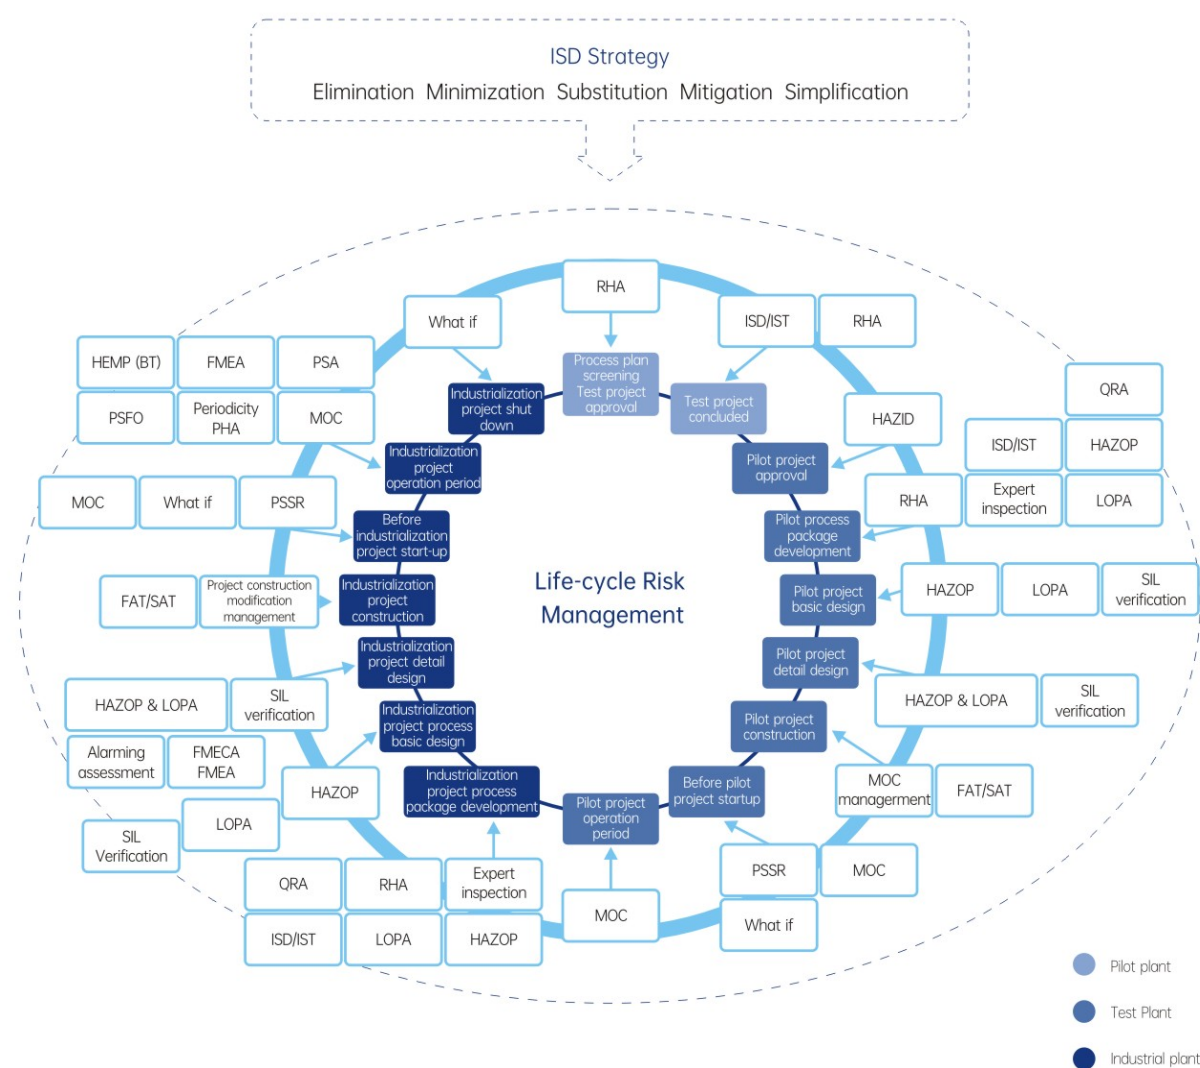 ISD Strategy
Elimination Minimization Substitution Mitigation Simplification
RHA
What if
ISD/IST
RHA
Process plan
screening
Test project
approval
Test project
concluded
Industrialization
project shut
down
HEMP (BT)
FMEA
PSA
PSFO
Periodicity
PHA
MOC
Industrialization
project
operation period
HAZID
Pilot project
approval
QRA
ISD/IST
HAZOP
RHA
Expert
inspection
LOPA
Pilot process
package
development
MOC
What if
PSSR
Before
industrialization
project start-up
FAT/SAT
Project construction
modification
management
Industrialization
project
construction
Life-cycle Risk
Management
Pilot project
basic design
HAZOP
LOPA
SIL
verification
Industrialization
project detail
design
HAZOP & LOPA
SIL
verification
Alarming
assessment
FMECA
FMEA
Pilot project
detail design
HAZOP & LOPA
SIL
verification
Industrialization
project process
basic design
HAZOP
LOPA
SIL
Verification
Pilot project
construction
MOC
managerment
FAT/SAT
Industrialization
project process
package development
Pilot project
operation
period
Before pilot
project startup
QRA
RHA
Expert
inspection
ISD/IST
LOPA
HAZOP
MOC
PSSR
MOC
What if
Pilot plant
Test Plant
Industrial plant